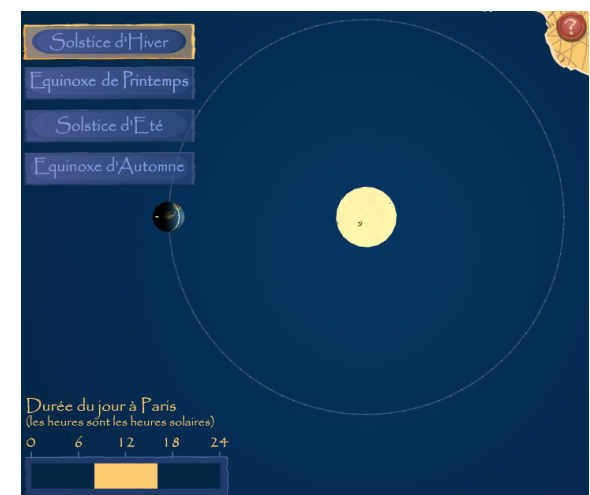 Solstice d'Hiver
Equinoxe de Printemps
Solstice d'Eté
Equinoxe d'Automne
?
Durée du jour à Paris
(les heures sont les heures solaires)
0 6 12 18 24